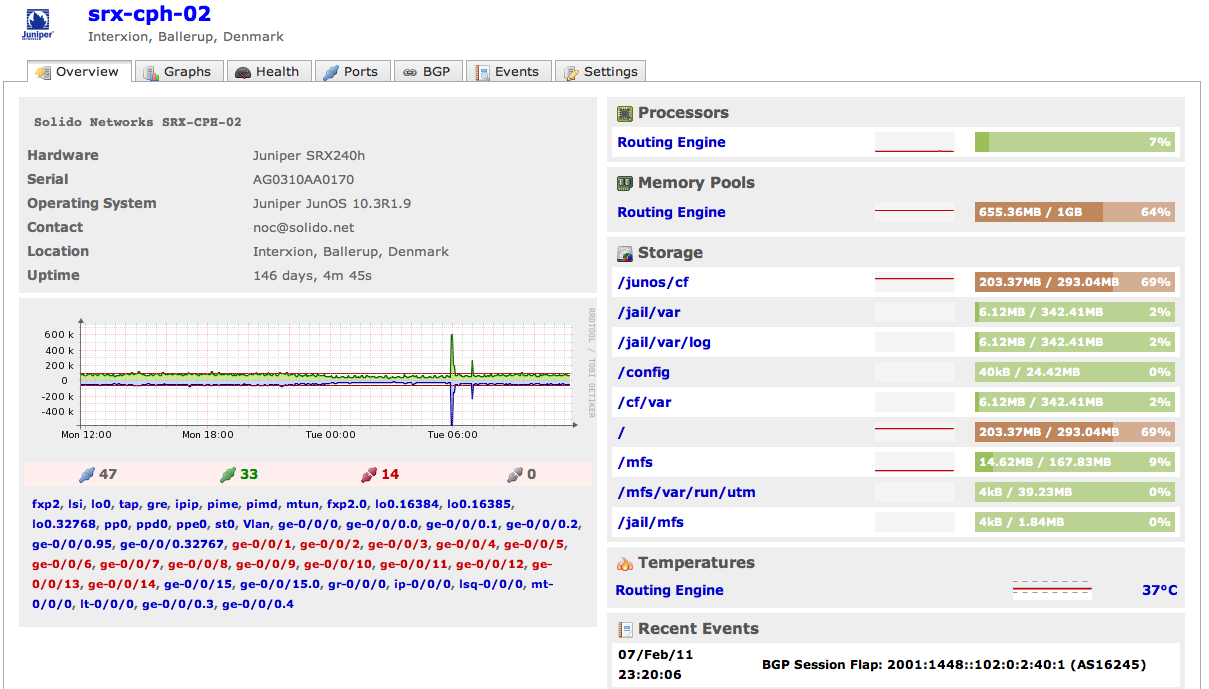 Juniper
srx-cph-02
Interxion, Ballerup, Denmark
Overview
Graphs
Health
Ports
BGP
Events
Settings
Solido Networks SRX-CPH-02
Hardware Juniper SRX240h
Serial AG0310AA0170
Operating System Juniper JunOS 10.3R1.9
Contact noc@solido.net
Location Interxion, Ballerup, Denmark
Uptime 146 days, 4m 45s
600 k
400 k
200 k
0
-200 k
-400 k
Mon 12:00 Mon 18:00 Tue 00:00 Tue 06:00
RRDTOOL / TOBI OETIKER
47 33 14 0
fxp2, lsi, lo0, tap, gre, ipip, pime, pimd, mtun, fxp2.0, lo0.16384, lo0.16385,
lo0.32768, pp0, ppd0, ppe0, st0, Vlan, ge-0/0/0, ge-0/0/0.0, ge-0/0/0.1, ge-0/0/0.2,
ge-0/0/0.95, ge-0/0/0.32767, ge-0/0/1, ge-0/0/2, ge-0/0/3, ge-0/0/4, ge-0/0/5,
ge-0/0/6, ge-0/0/7, ge-0/0/8, ge-0/0/9, ge-0/0/10, ge-0/0/11, ge-0/0/12, ge-
0/0/13, ge-0/0/14, ge-0/0/15, ge-0/0/15.0, gr-0/0/0, ip-0/0/0, lsq-0/0/0, mt-
0/0/0, lt-0/0/0, ge-0/0/0.3, ge-0/0/0.4
Processors
Routing Engine 7%
Memory Pools
Routing Engine 655.36MB / 1GB 64%
Storage
/junos/cf 203.37MB / 293.04MB 69%
/jail/var 6.12MB / 342.41MB 2%
/jail/var/log 6.12MB / 342.41MB 2%
/config 40kB / 24.42MB 0%
/cf/var 6.12MB / 342.41MB 2%
/ 203.37MB / 293.04MB 69%
/mfs 14.62MB / 167.83MB 9%
/mfs/var/run/utm 4kB / 39.23MB 0%
/jail/mfs 4kB / 1.84MB 0%
Temperatures
Routing Engine 37°C
Recent Events
07/Feb/11
23:20:06
BGP Session Flap: 2001:1448::102:0:2:40:1 (AS16245)